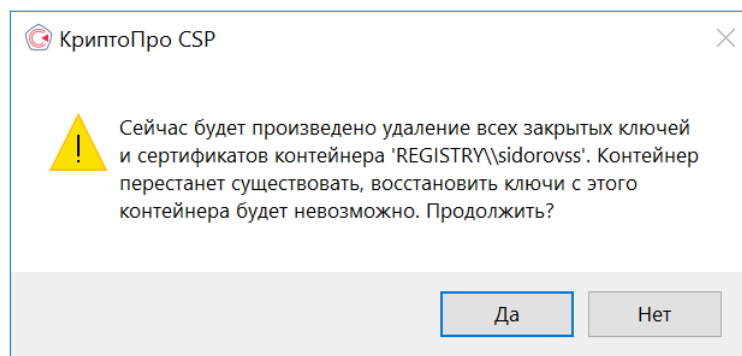 КриптоПро CSP
Сейчас будет произведено удаление всех закрытых ключей
и сертификатов контейнера 'REGISTRY\\sidorovss'. Контейнер
перестанет существовать, восстановить ключи с этого
контейнера будет невозможно. Продолжить?
Да
Нет